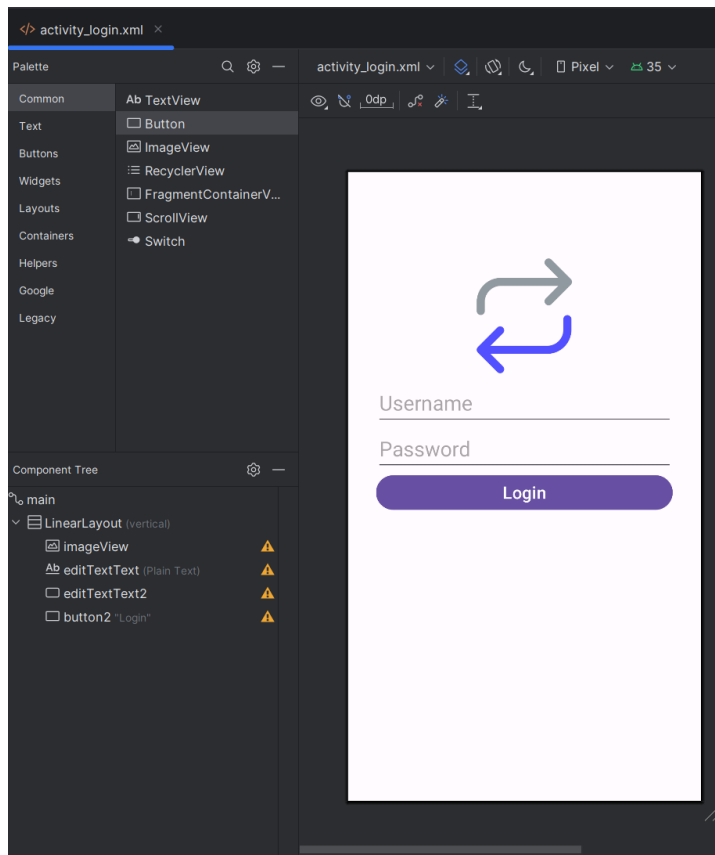 </> activity_login.xml
Palette
activity_login.xml
Pixel
35
Common
Text
Buttons
Widgets
Layouts
Containers
Helpers
Google
Legacy
Ab TextView
Button
ImageView
RecyclerView
FragmentContainerV...
ScrollView
Switch
0dp
Username
Password
Login
Component Tree
main
LinearLayout (vertical)
imageView
Ab editTextText (Plain Text)
editTextText2
button2 "Login"